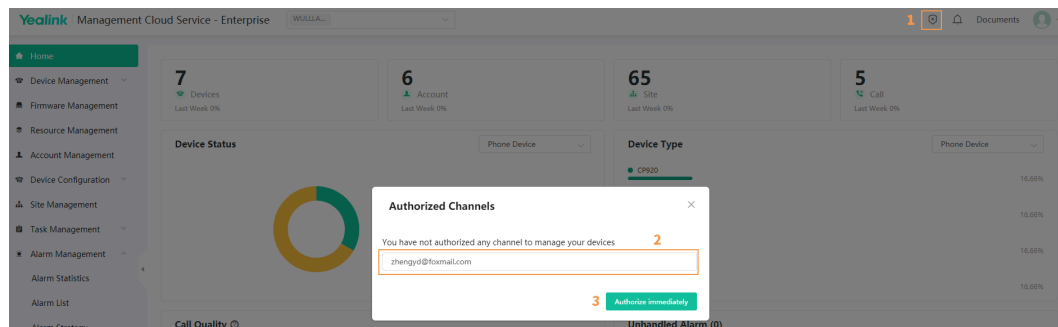 Yealink Management Cloud Service - Enterprise WULLLA... 1 Documents
Home
Device Management
Firmware Management
Resource Management
Account Management
Device Configuration
Site Management
Task Management
Alarm Management
Alarm Statistics
Alarm List
Alarm Strategy
7
Devices
Last Week 0%
6
Account
Last Week 0%
65
Site
Last Week 0%
5
Call
Last Week 0%
Device Status Phone Device
Device Type Phone Device
CP920
16.66%
16.66%
16.66%
16.66%
Authorized Channels
You have not authorized any channel to manage your devices 2
zhengyd@foxmail.com
3 Authorize immediately
Call Quality
Unhandled Alarm (0)